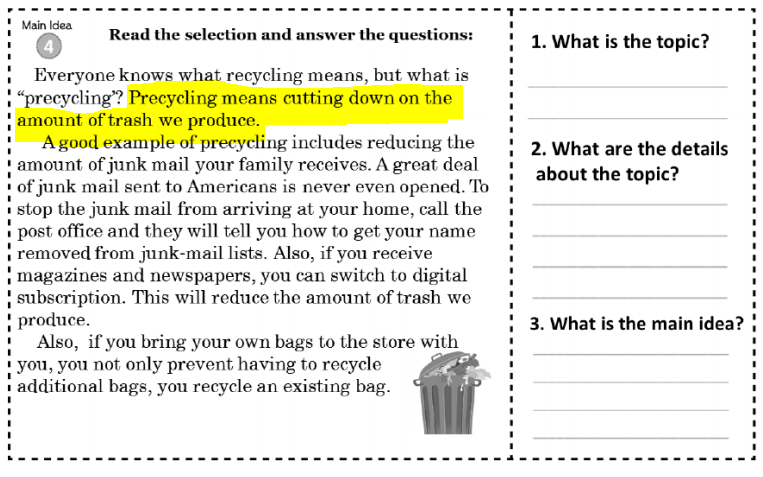 Main Idea
4
Read the selection and answer the questions:
Everyone knows what recycling means, but what is
“precycling”? Precycling means cutting down on the
amount of trash we produce.
A good example of precycling includes reducing the
amount of junk mail your family receives. A great deal
of junk mail sent to Americans is never even opened. To
stop the junk mail from arriving at your home, call the
post office and they will tell you how to get your name
removed from junk-mail lists. Also, if you receive
magazines and newspapers, you can switch to digital
subscription. This will reduce the amount of trash we
produce.
Also, if you bring your own bags to the store with
you, you not only prevent having to recycle
additional bags, you recycle an existing bag.
1. What is the topic?
2. What are the details
about the topic?
3. What is the main idea?